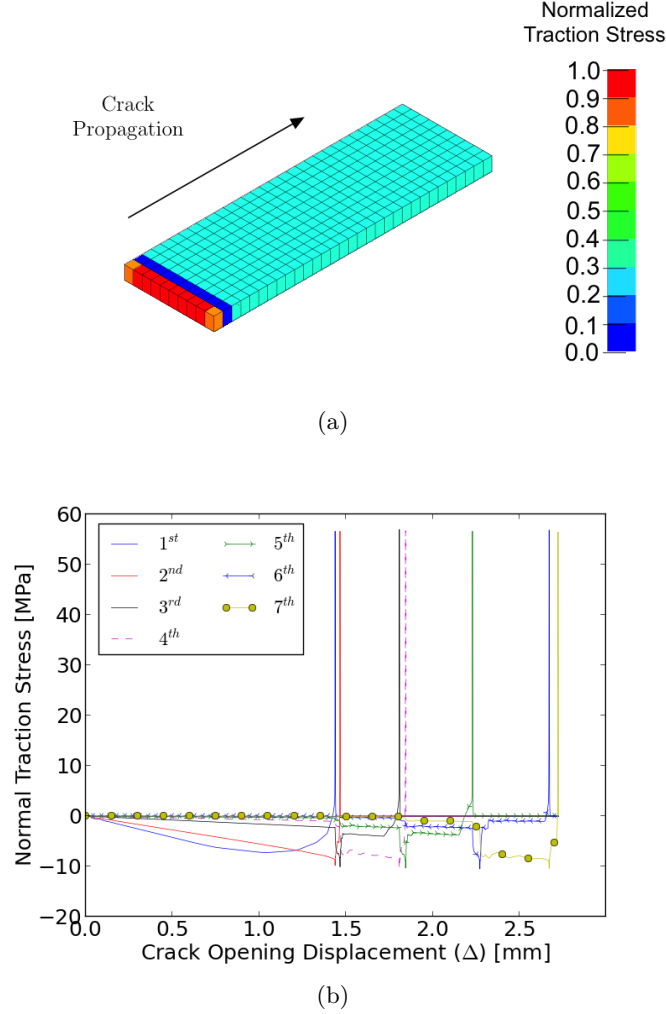 Normalized
Traction Stress
Crack
Propagation
1.0
0.9
0.8
0.7
0.6
0.5
0.4
0.3
0.2
0.1
0.0
(a)
60
50
40
30
20
10
0
−10
−20
1st
2nd
3rd
4th
5th
6th
7th
Normal Traction Stress [MPa]
0.0 0.5 1.0 1.5 2.0 2.5
Crack Opening Displacement (Δ) [mm]
(b)